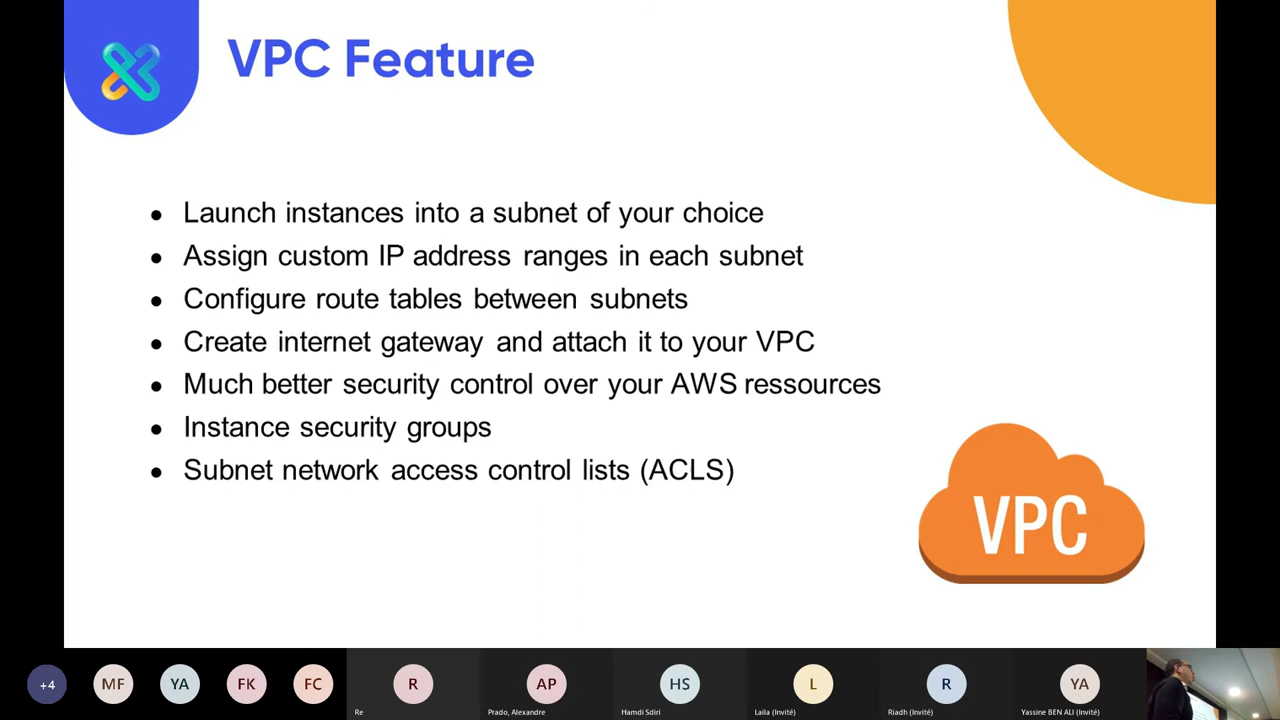 VPC Feature
• Launch instances into a subnet of your choice
• Assign custom IP address ranges in each subnet
• Configure route tables between subnets
• Create internet gateway and attach it to your VPC
• Much better security control over your AWS ressources
• Instance security groups
• Subnet network access control lists (ACLS)
VPC
+4
MF
YA
FK
FC
R
AP
HS
L
R
YA
Re
Prado, Alexandre
Hamdi Sdiri
Laila (Invité)
Riadh (Invité)
Yassine BEN ALI (Invité)